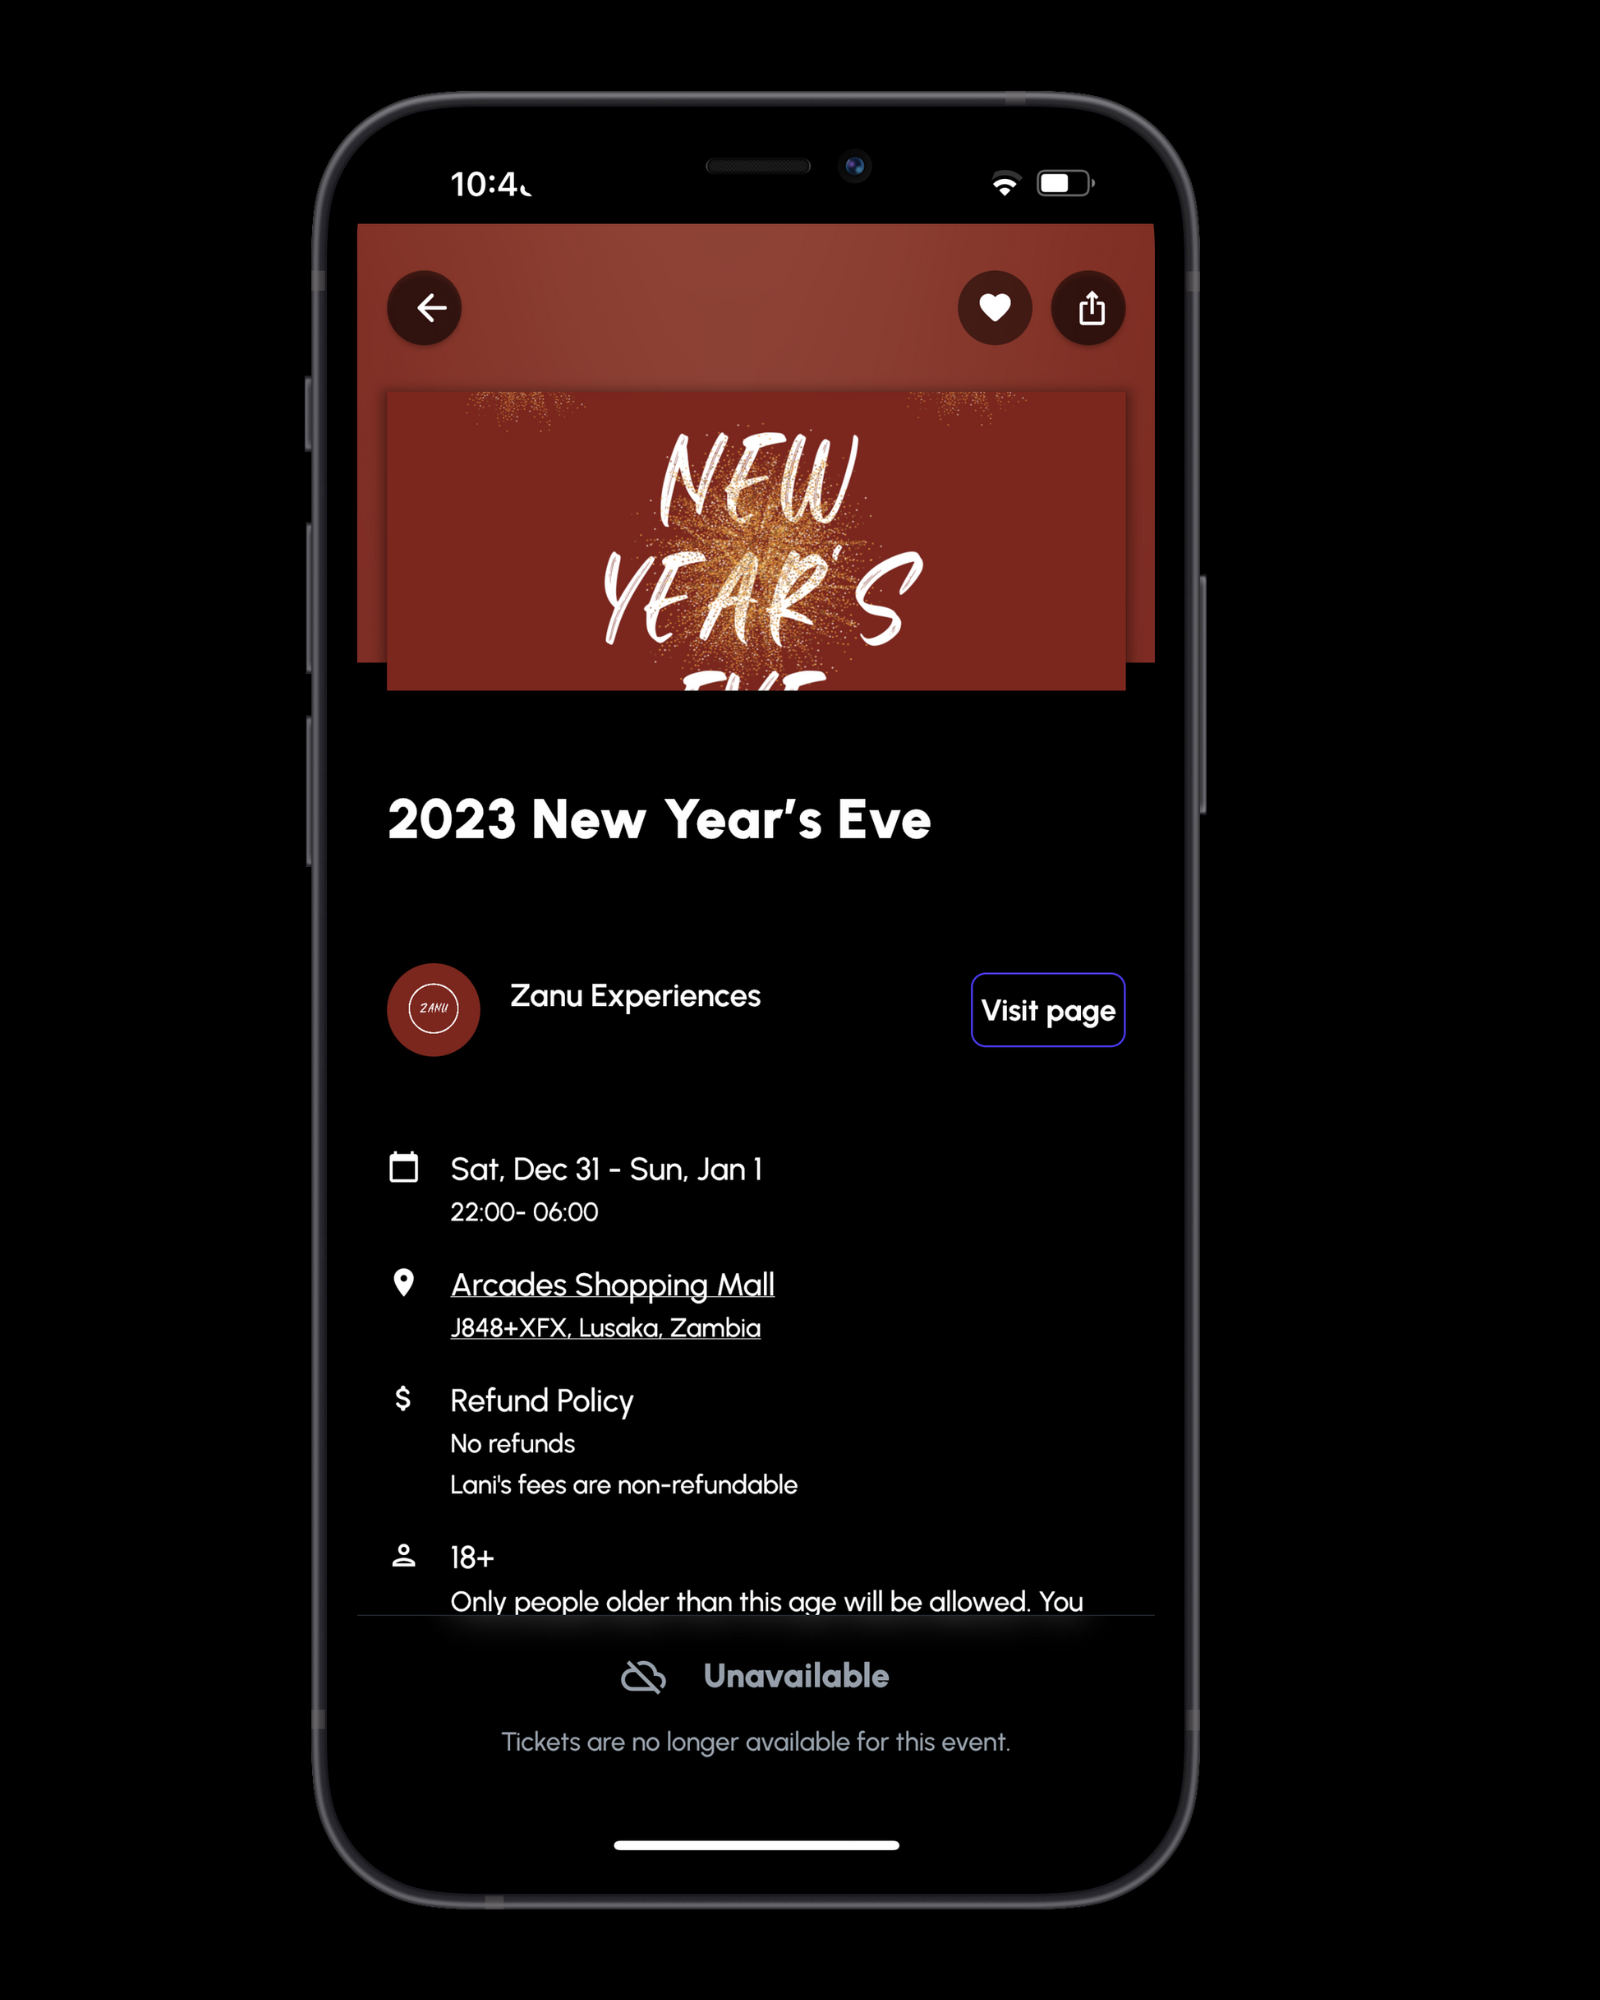 10:4
NEW
YEAR'S
EVE
2023 New Year's Eve
ZANU
Zanu Experiences
Visit page
Sat, Dec 31 - Sun, Jan 1
22:00- 06:00
Arcades Shopping Mall
J848+XFX, Lusaka, Zambia
$
Refund Policy
No refunds
Lani's fees are non-refundable
18+
Only people older than this age will be allowed. You
Unavailable
Tickets are no longer available for this event.